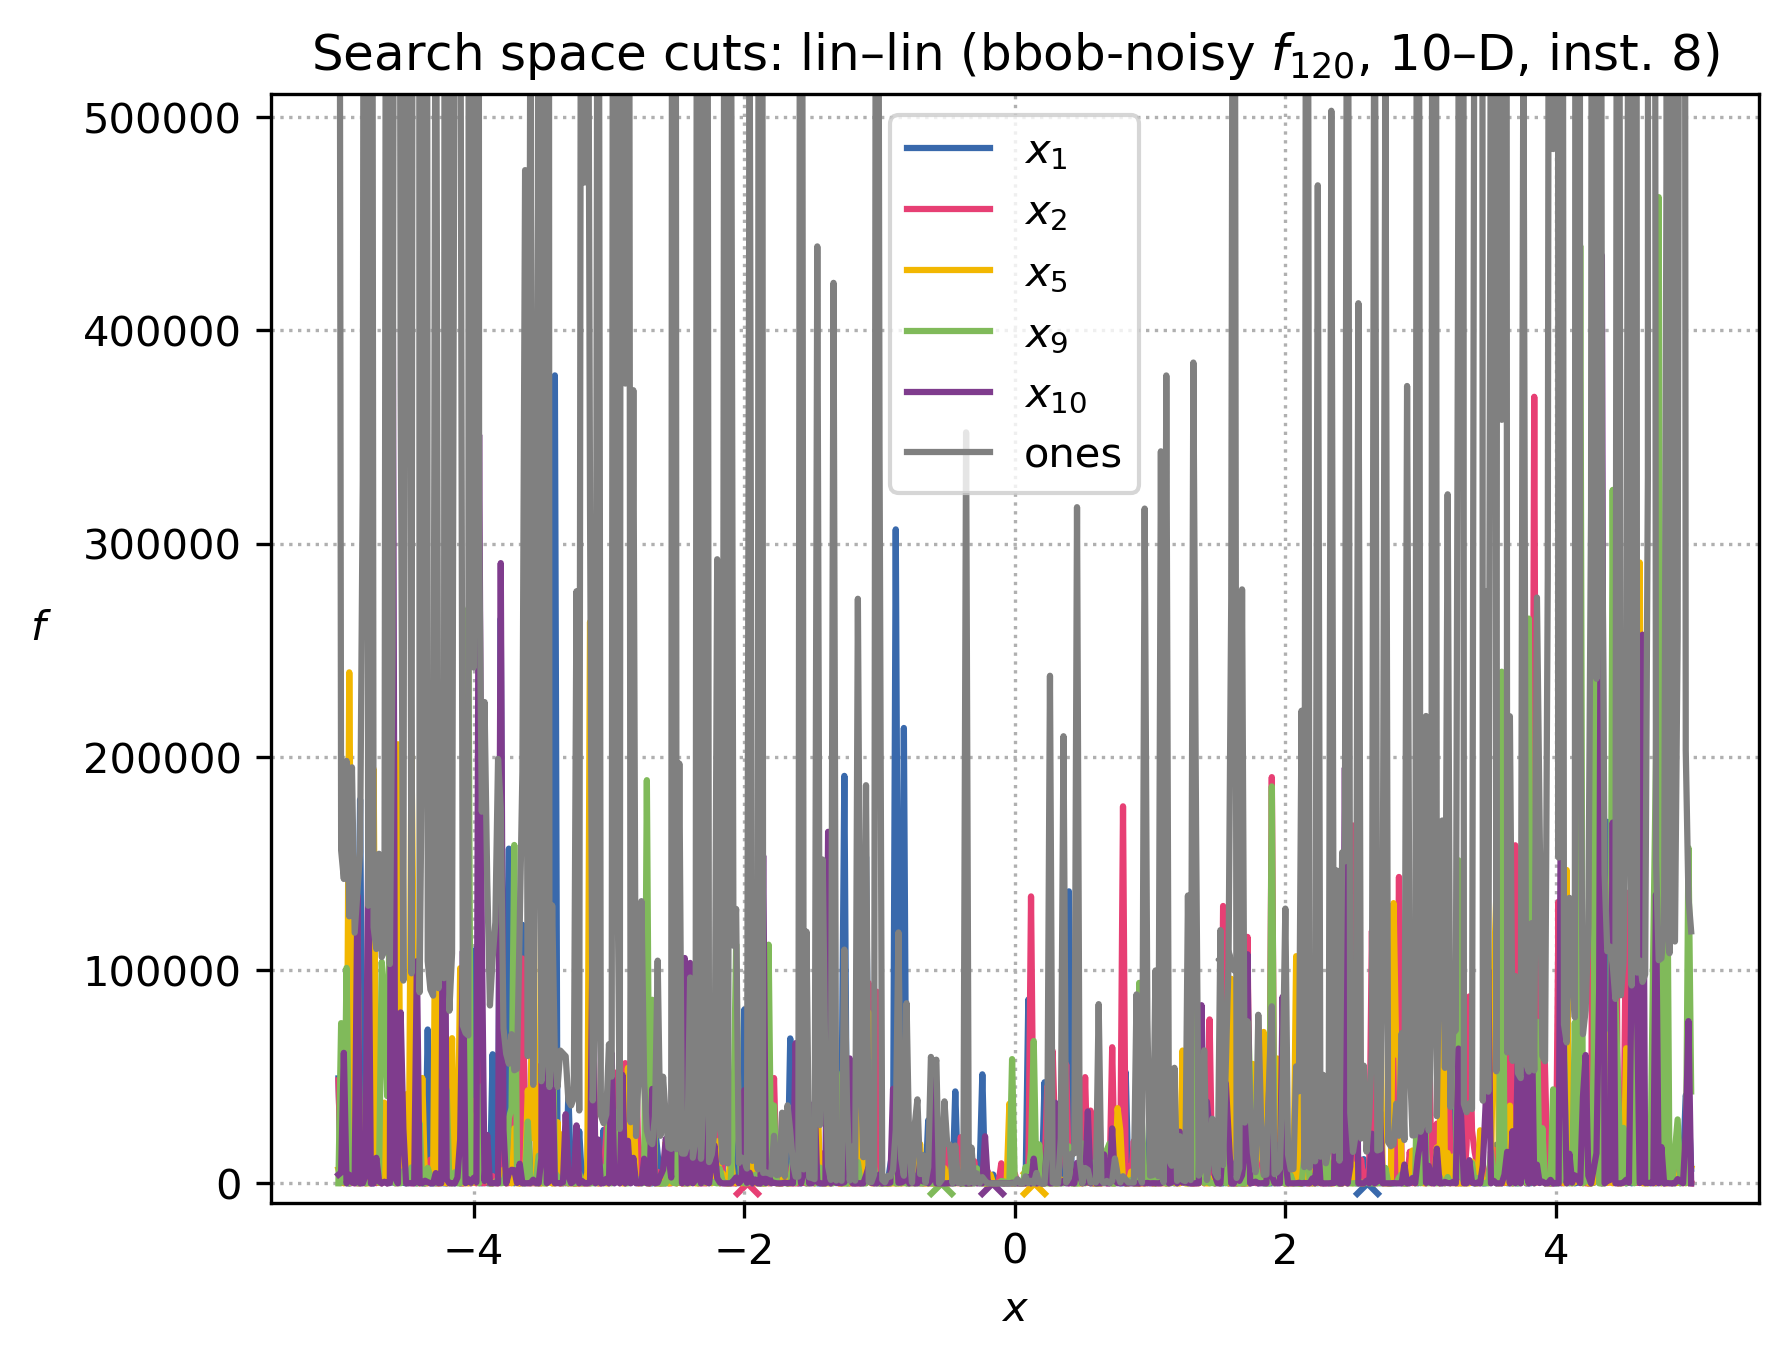 Search space cuts: lin–lin (bbob-noisy f₁₂₀, 10–D, inst. 8)
500000
400000
300000
200000
100000
0
f
x₁
x₂
x₅
x₉
x₁₀
ones
−4
−2
0
2
4
x